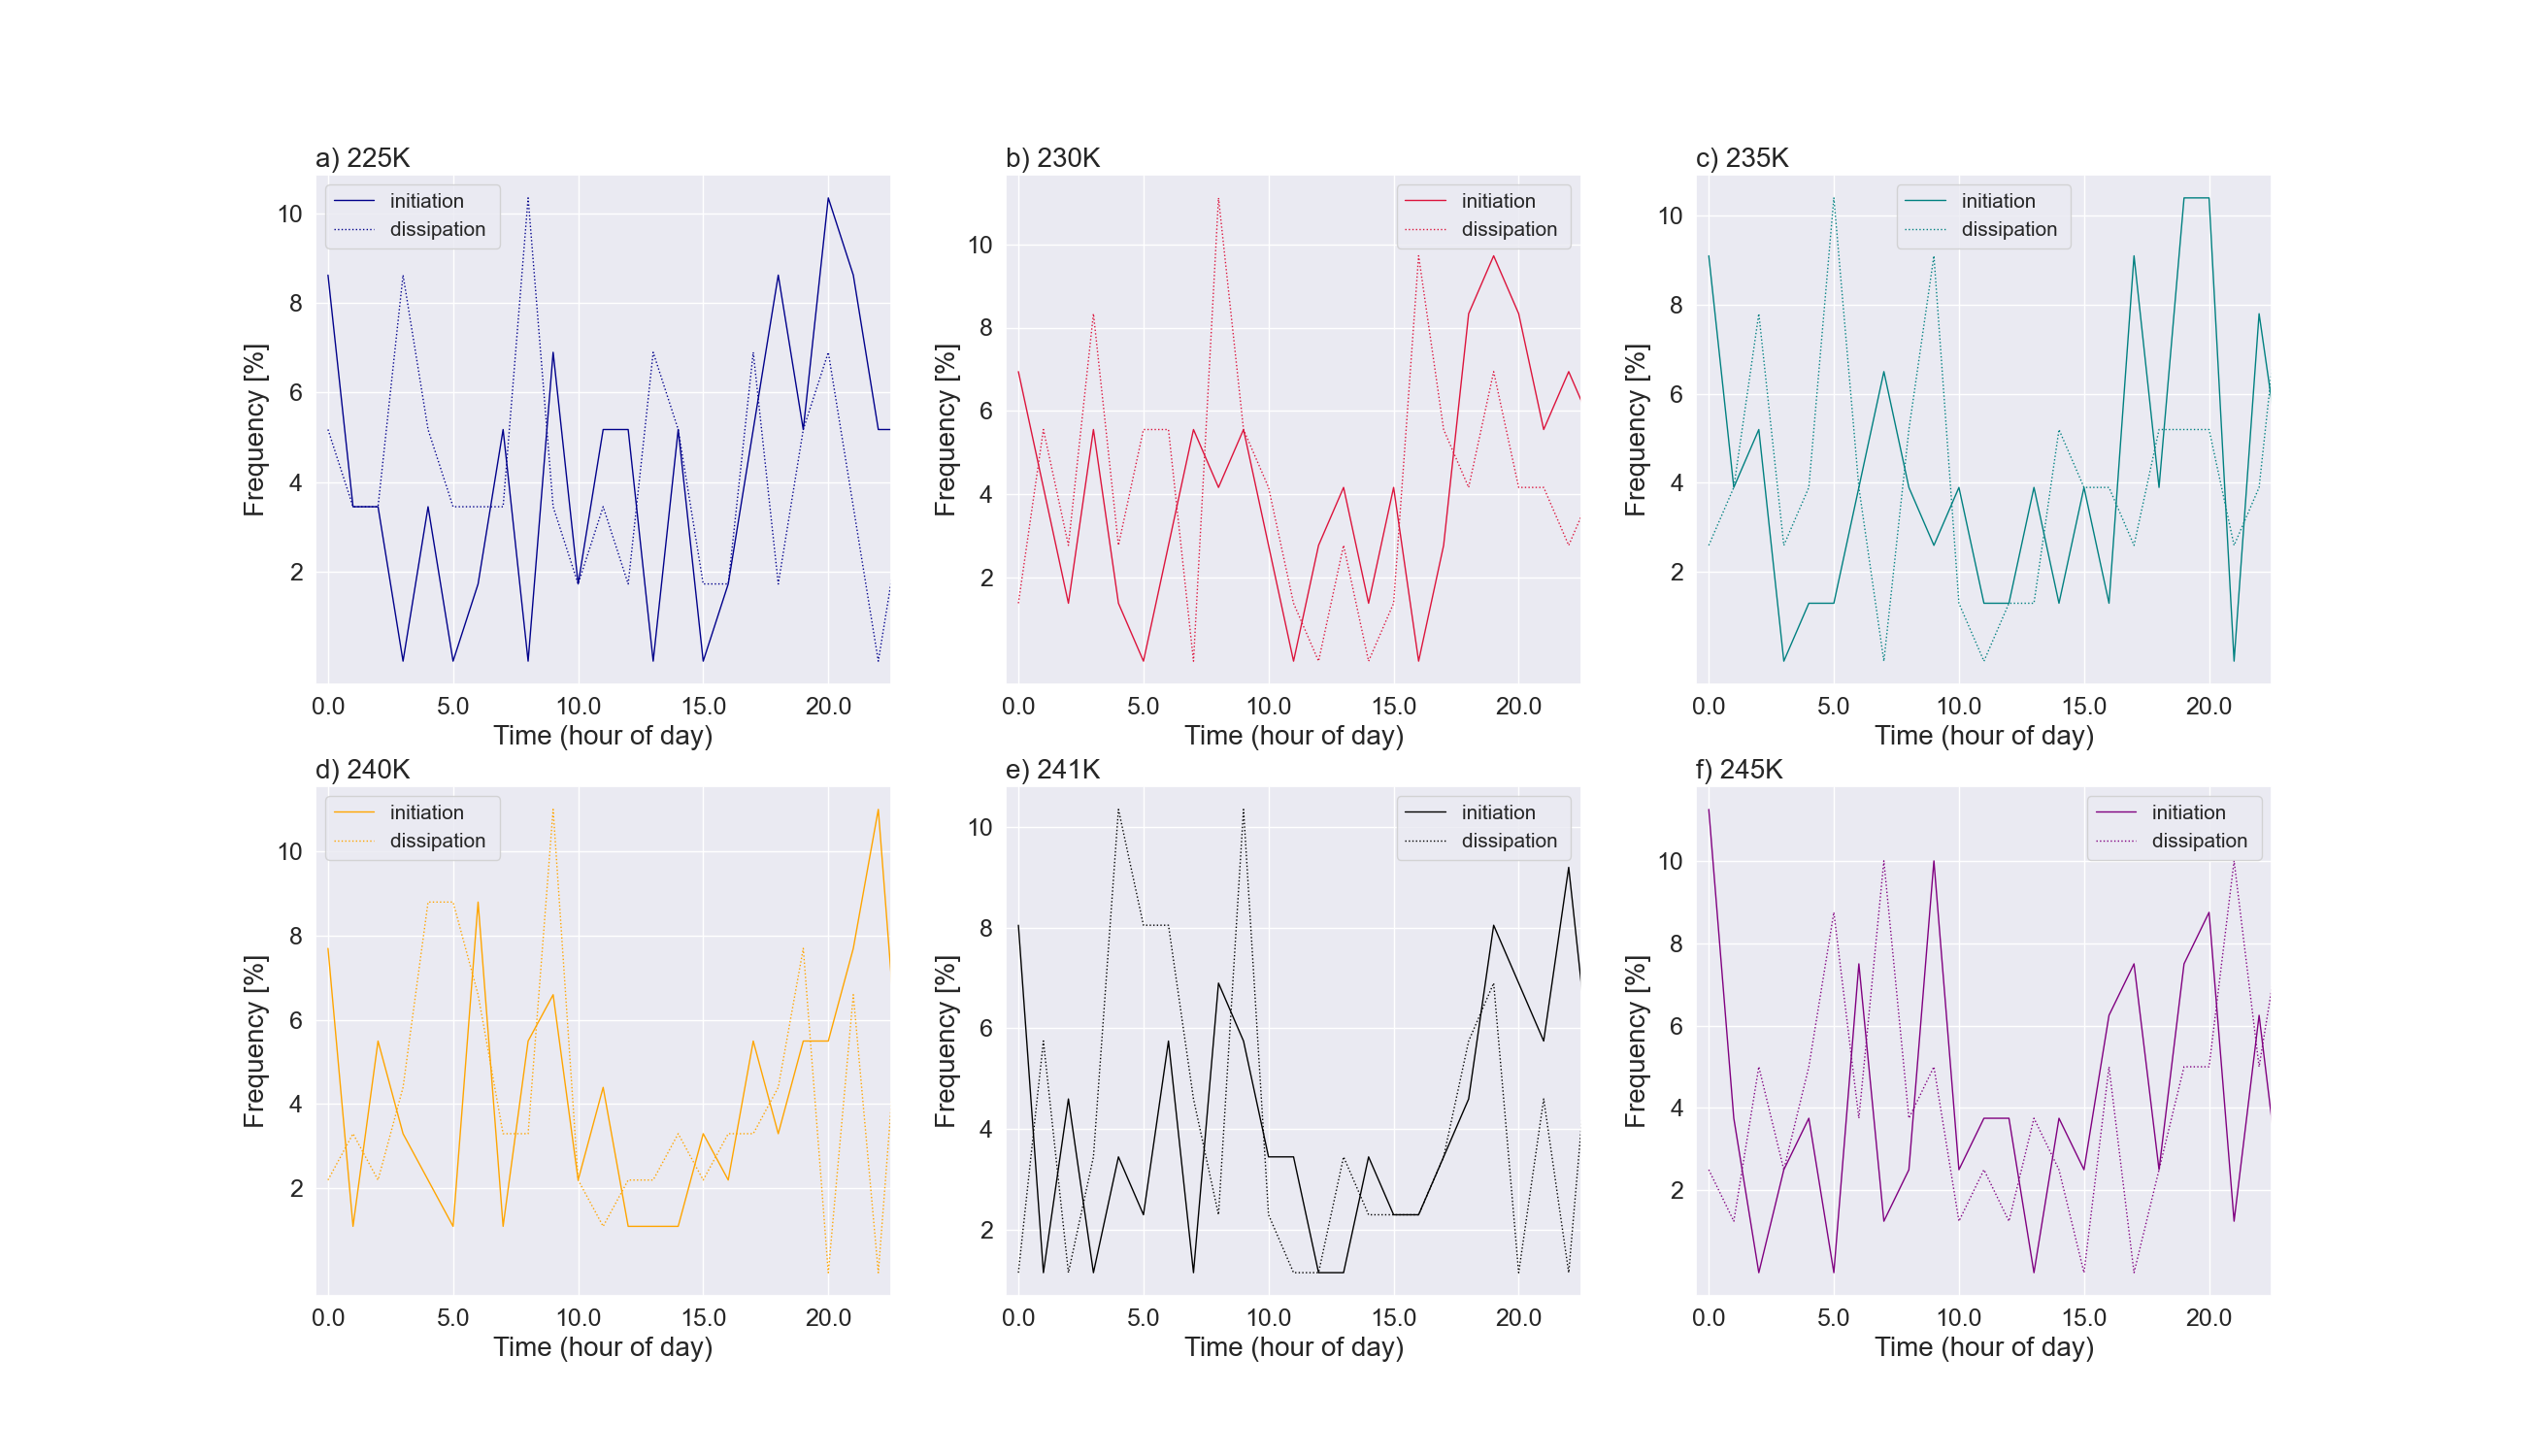 a) 225K
initiation
dissipation
10
8
6
4
2
Frequency [%]
0.0 5.0 10.0 15.0 20.0
Time (hour of day)
b) 230K
initiation
dissipation
10
8
6
4
2
Frequency [%]
0.0 5.0 10.0 15.0 20.0
Time (hour of day)
c) 235K
initiation
dissipation
10
8
6
4
2
Frequency [%]
0.0 5.0 10.0 15.0 20.0
Time (hour of day)
d) 240K
initiation
dissipation
10
8
6
4
2
Frequency [%]
0.0 5.0 10.0 15.0 20.0
Time (hour of day)
e) 241K
initiation
dissipation
10
8
6
4
2
Frequency [%]
0.0 5.0 10.0 15.0 20.0
Time (hour of day)
f) 245K
initiation
dissipation
10
8
6
4
2
Frequency [%]
0.0 5.0 10.0 15.0 20.0
Time (hour of day)